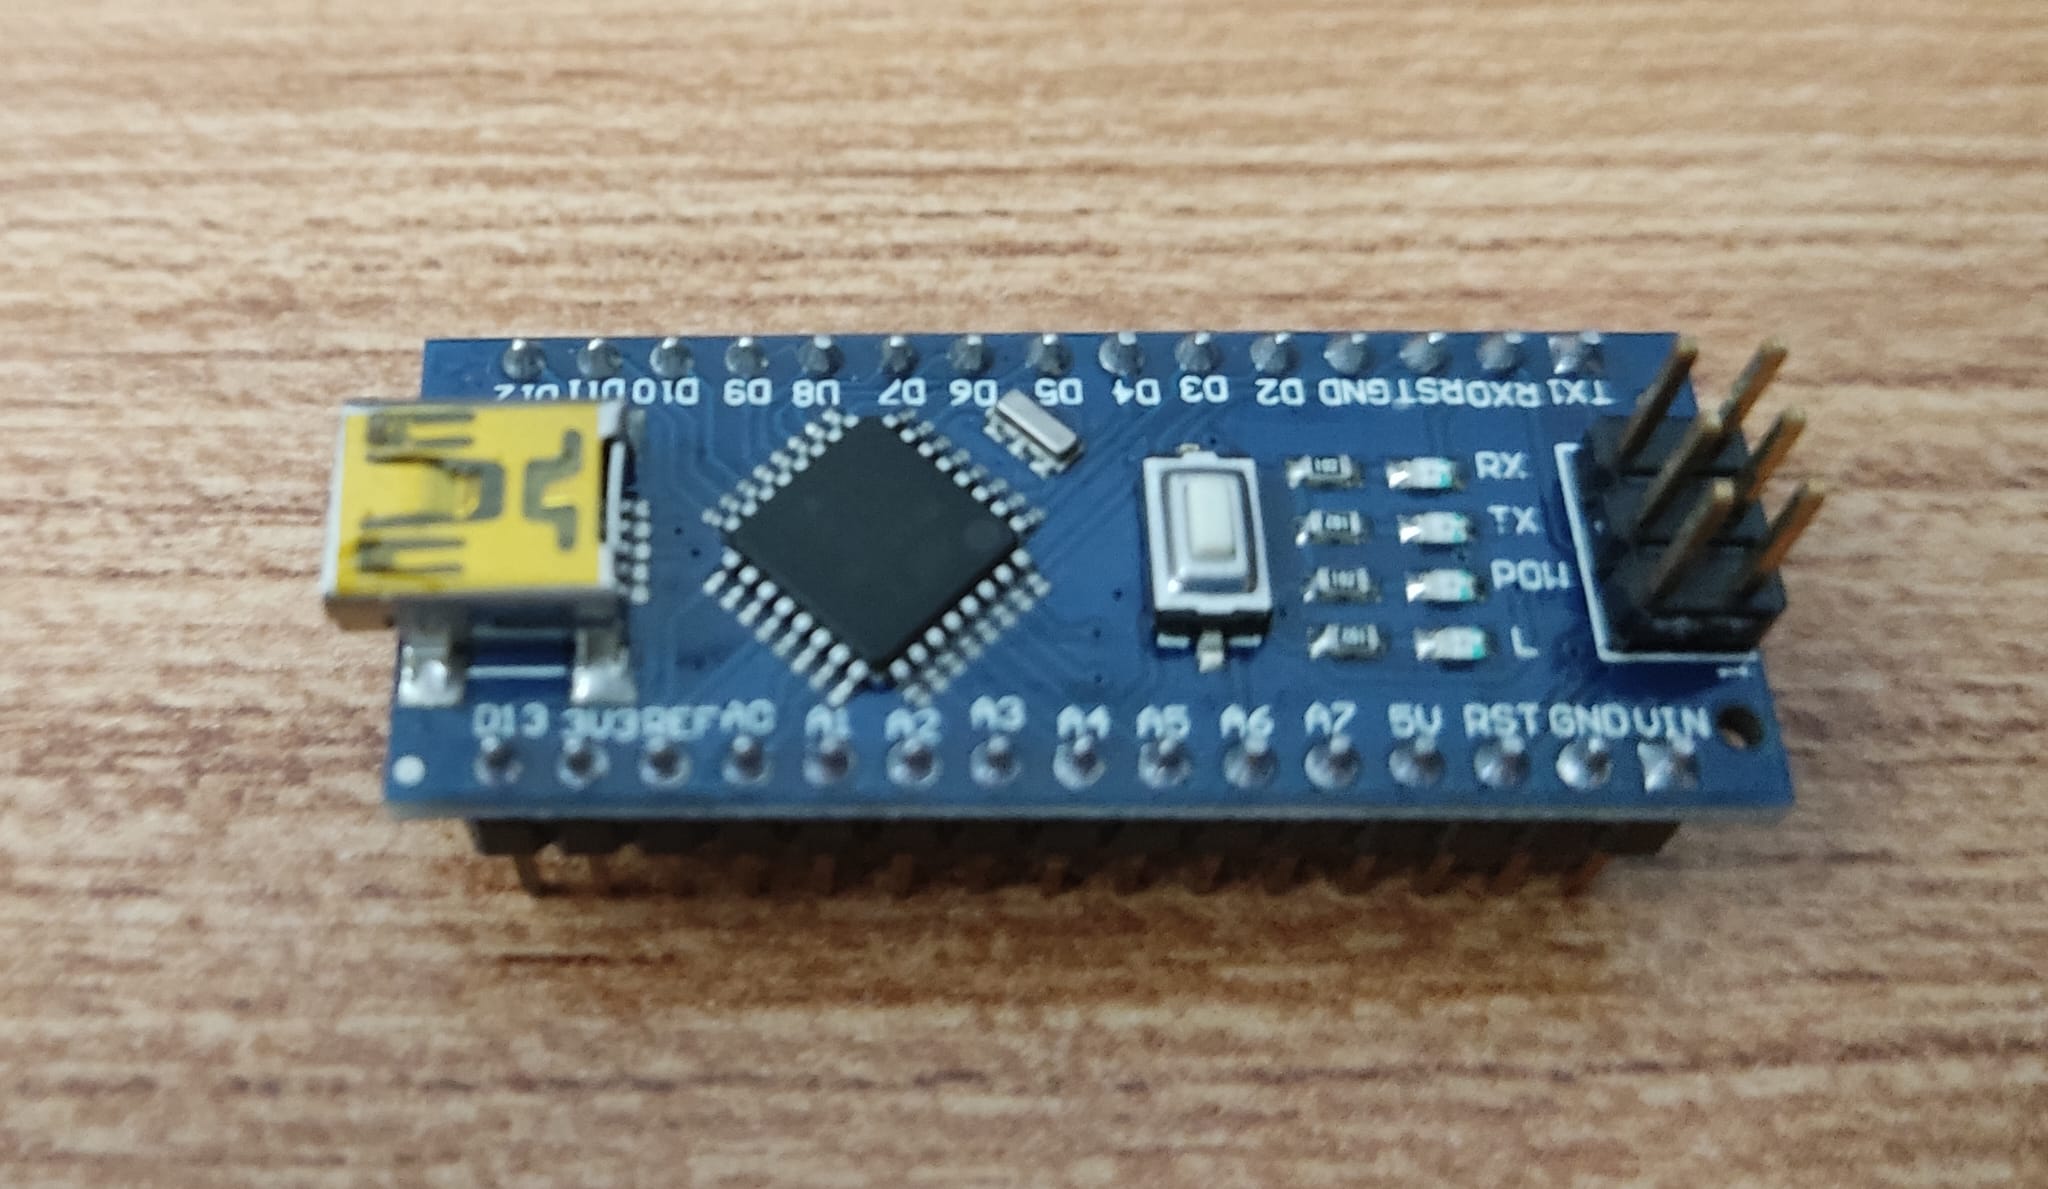 D12 D11 D10 D9 D8 D7 D6 D5 D4 D3 D2 GND RST RX0 TX1
RX
TX
POW
L
D13 3V3 REF A0 A1 A2 A3 A4 A5 A6 A7 5V RST GND VIN